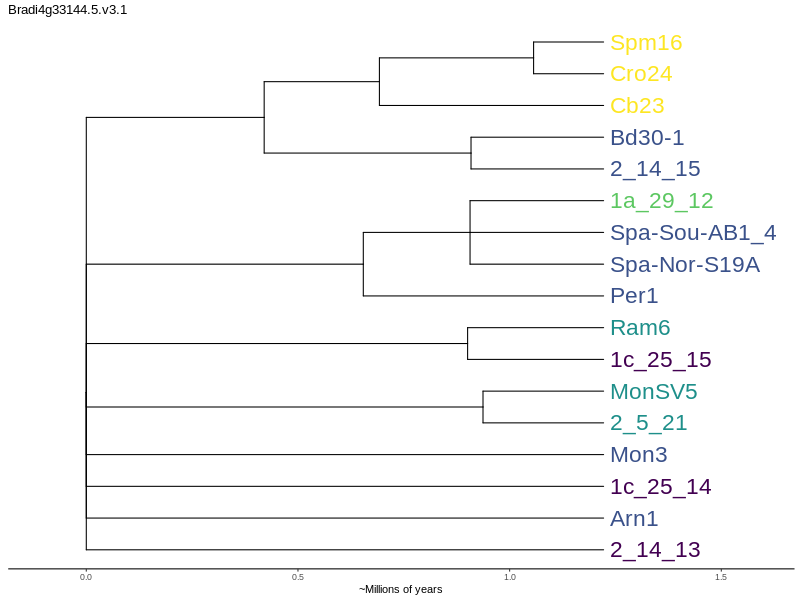 Bradi4g33144.5.v3.1
Spm16
Cro24
Cb23
Bd30-1
2_14_15
1a_29_12
Spa-Sou-AB1_4
Spa-Nor-S19A
Per1
Ram6
1c_25_15
MonSV5
2_5_21
Mon3
1c_25_14
Arn1
2_14_13
0.0 0.5 1.0 1.5
~Millions of years